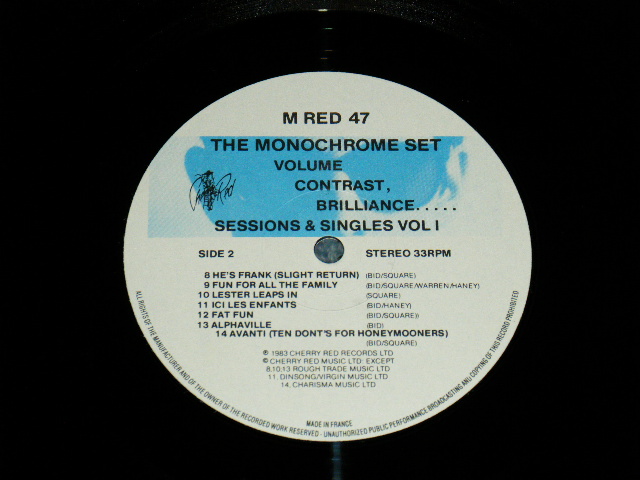 M RED 47
THE MONOCHROME SET
VOLUME
CONTRAST,
BRILLIANCE.....
Cherry Red
SESSIONS & SINGLES VOL I
SIDE 2 STEREO 33RPM
8 HE'S FRANK (SLIGHT RETURN) (BID/SQUARE)
9 FUN FOR ALL THE FAMILY (BID/SQUARE/WARREN/HANEY)
10 LESTER LEAPS IN (SQUARE)
11 ICI LES ENFANTS (BID/HANEY)
12 FAT FUN (BID/SQUARE))
13 ALPHAVILLE (BID)
14 AVANTI (TEN DONT'S FOR HONEYMOONERS)
(BID/SQUARE)
℗ 1983 CHERRY RED RECORDS LTD
© CHERRY RED MUSIC LTD: EXCEPT
8,10,13 ROUGH TRADE MUSIC LTD
11. DINSONG/VIRGIN MUSIC LTD
14. CHARISMA MUSIC LTD
MADE IN FRANCE
ALL RIGHTS OF THE MANUFACTURER AND OF THE OWNER OF THE RECORDED WORK RESERVED - UNAUTHORIZED PUBLIC PERFORMANCE BROADCASTING AND COPYING OF THIS RECORD PROHIBITED